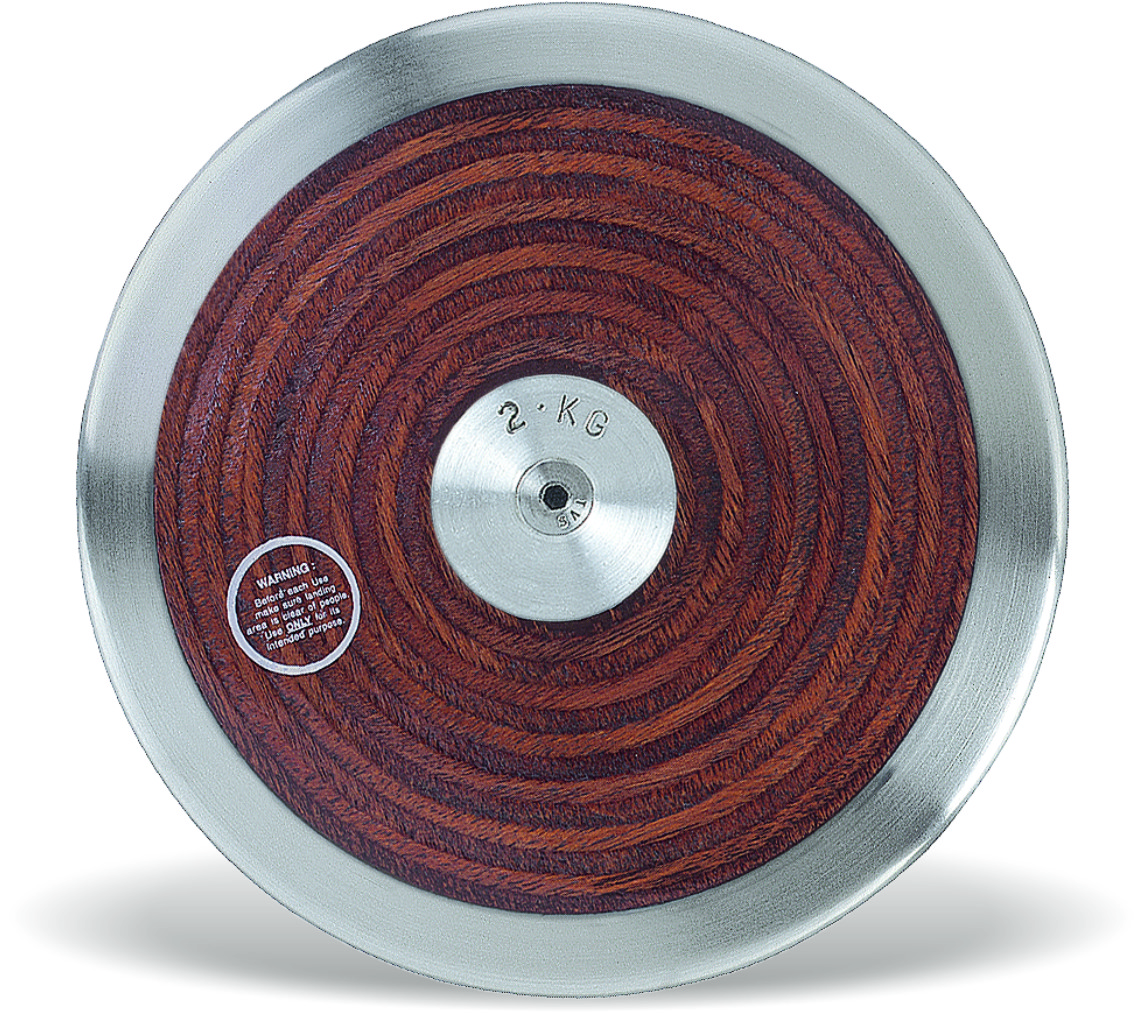 2·KG
TVS
WARNING:
Before each Use
make sure landing
area is clear of people.
Use ONLY for its
intended purpose.